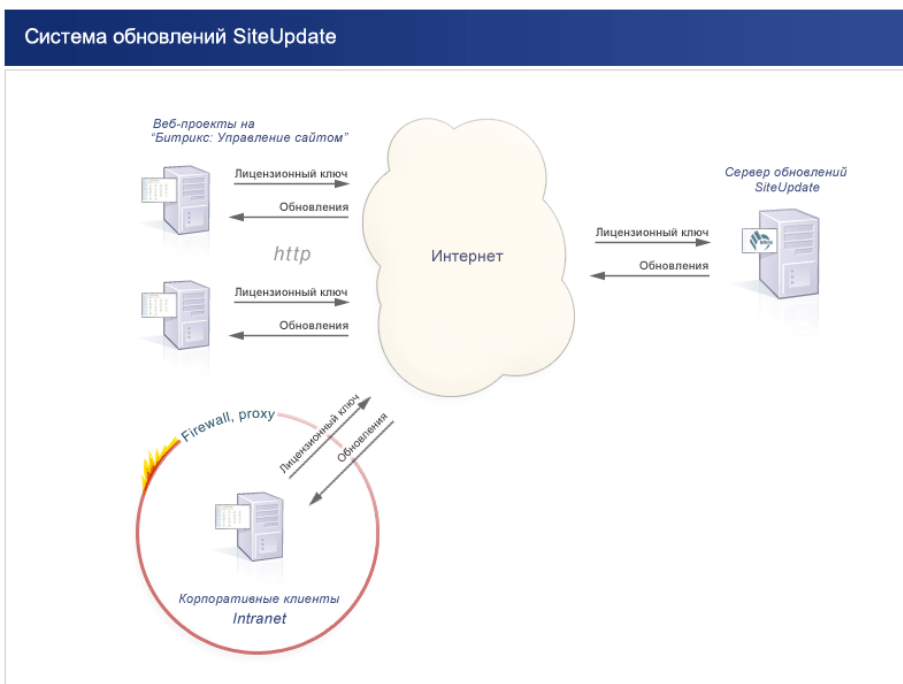 Система обновлений SiteUpdate
Веб-проекты на
“Битрикс: Управление сайтом”
Лицензионный ключ
Обновления
http
Лицензионный ключ
Обновления
Интернет
Лицензионный ключ
Обновления
Сервер обновлений
SiteUpdate
Firewall, proxy
Лицензионный ключ
Обновления
Корпоративные клиенты
Intranet